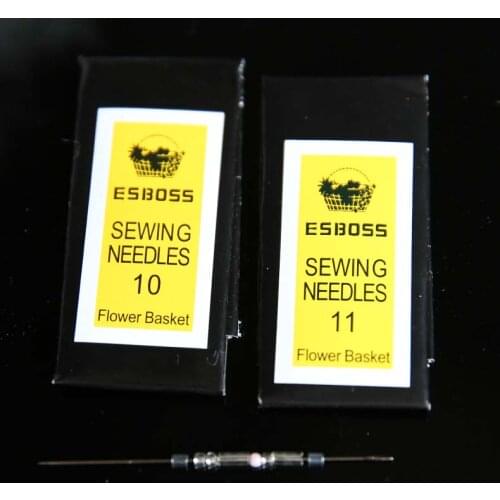 ESBOSS
SEWING
NEEDLES
10
Flower Basket
ESBOSS
SEWING
NEEDLES
11
Flower Basket